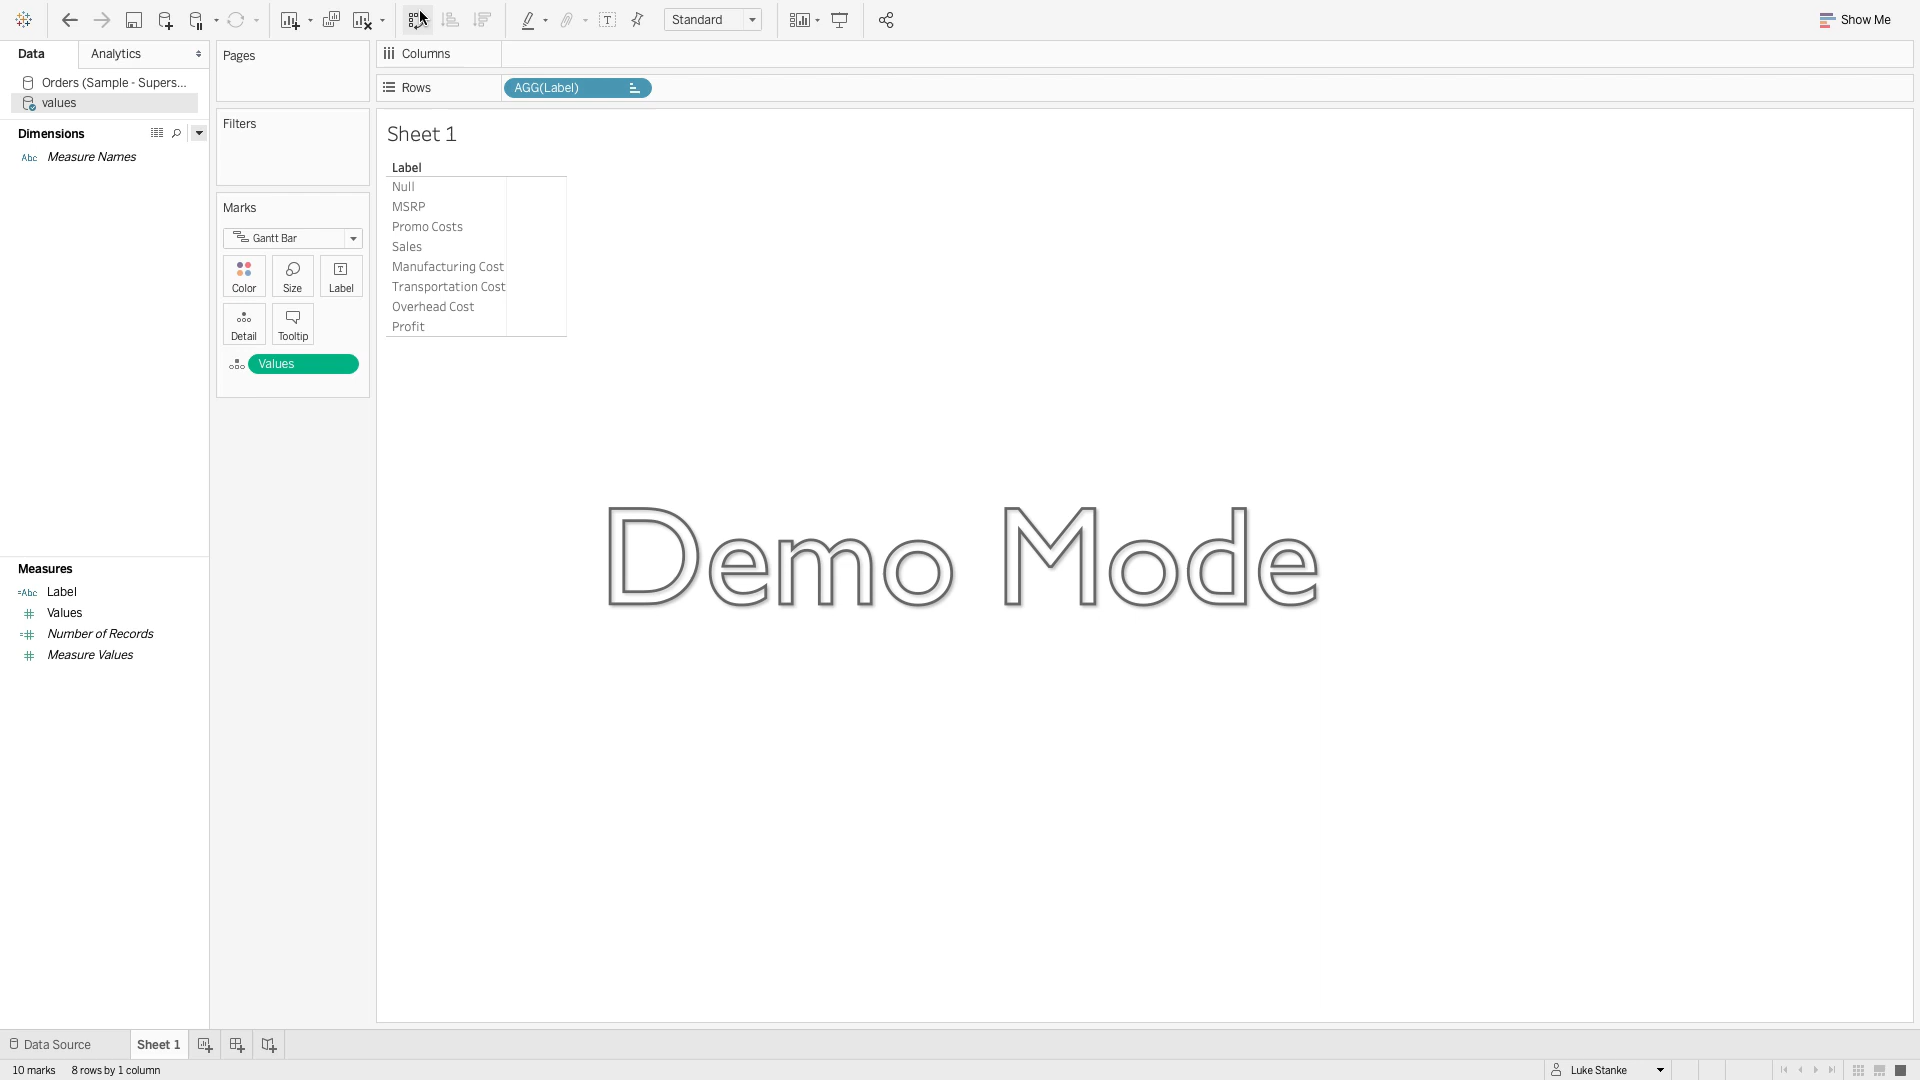 Standard
Show Me
Data
Analytics
Orders (Sample - Supers...
values
Dimensions
Abc Measure Names
Measures
=Abc Label
Values
Number of Records
Measure Values
Pages
Filters
Marks
Gantt Bar
Color
Size
Label
Detail
Tooltip
Values
Columns
Rows
AGG(Label)
Sheet 1
Label
Null
MSRP
Promo Costs
Sales
Manufacturing Cost
Transportation Cost
Overhead Cost
Profit
Demo Mode
Data Source
Sheet 1
10 marks 8 rows by 1 column
Luke Stanke